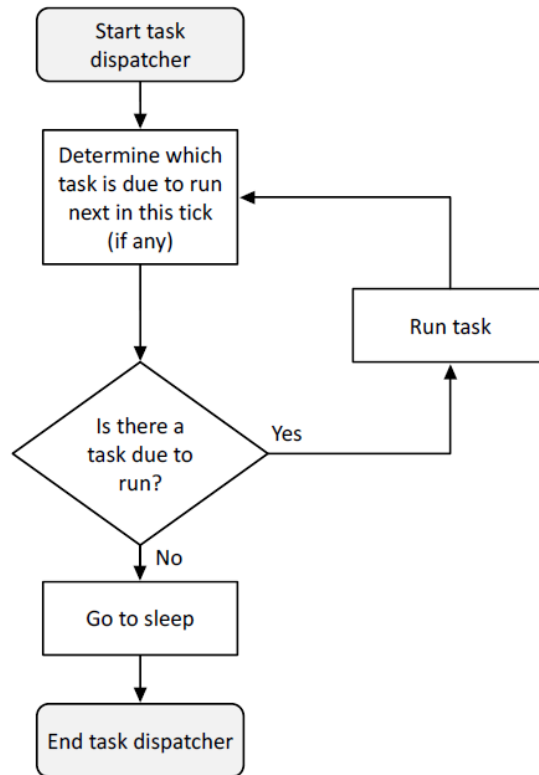 Start task
dispatcher
Determine which
task is due to run
next in this tick
(if any)
Run task
Is there a
task due to
run?
Yes
No
Go to sleep
End task dispatcher